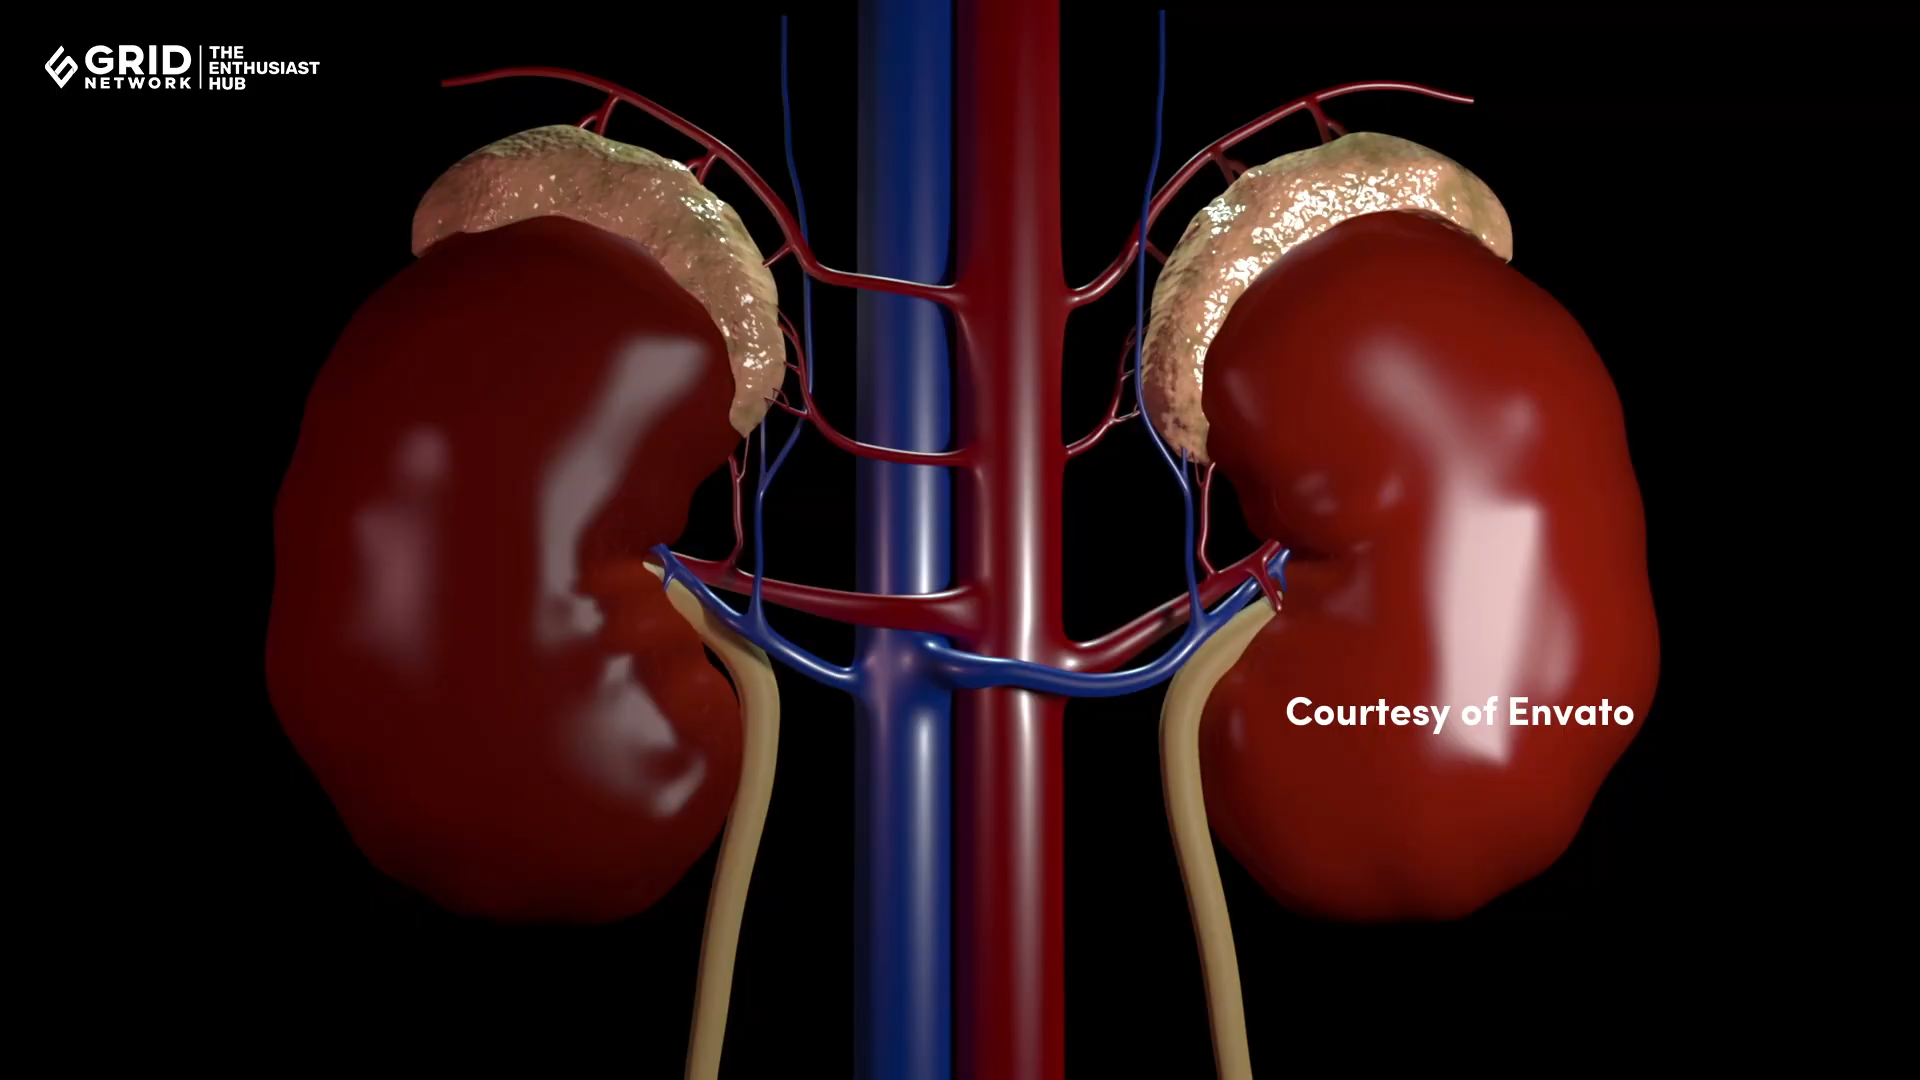 GRID
NETWORK
THE
ENTHUSIAST
HUB
Courtesy of Envato